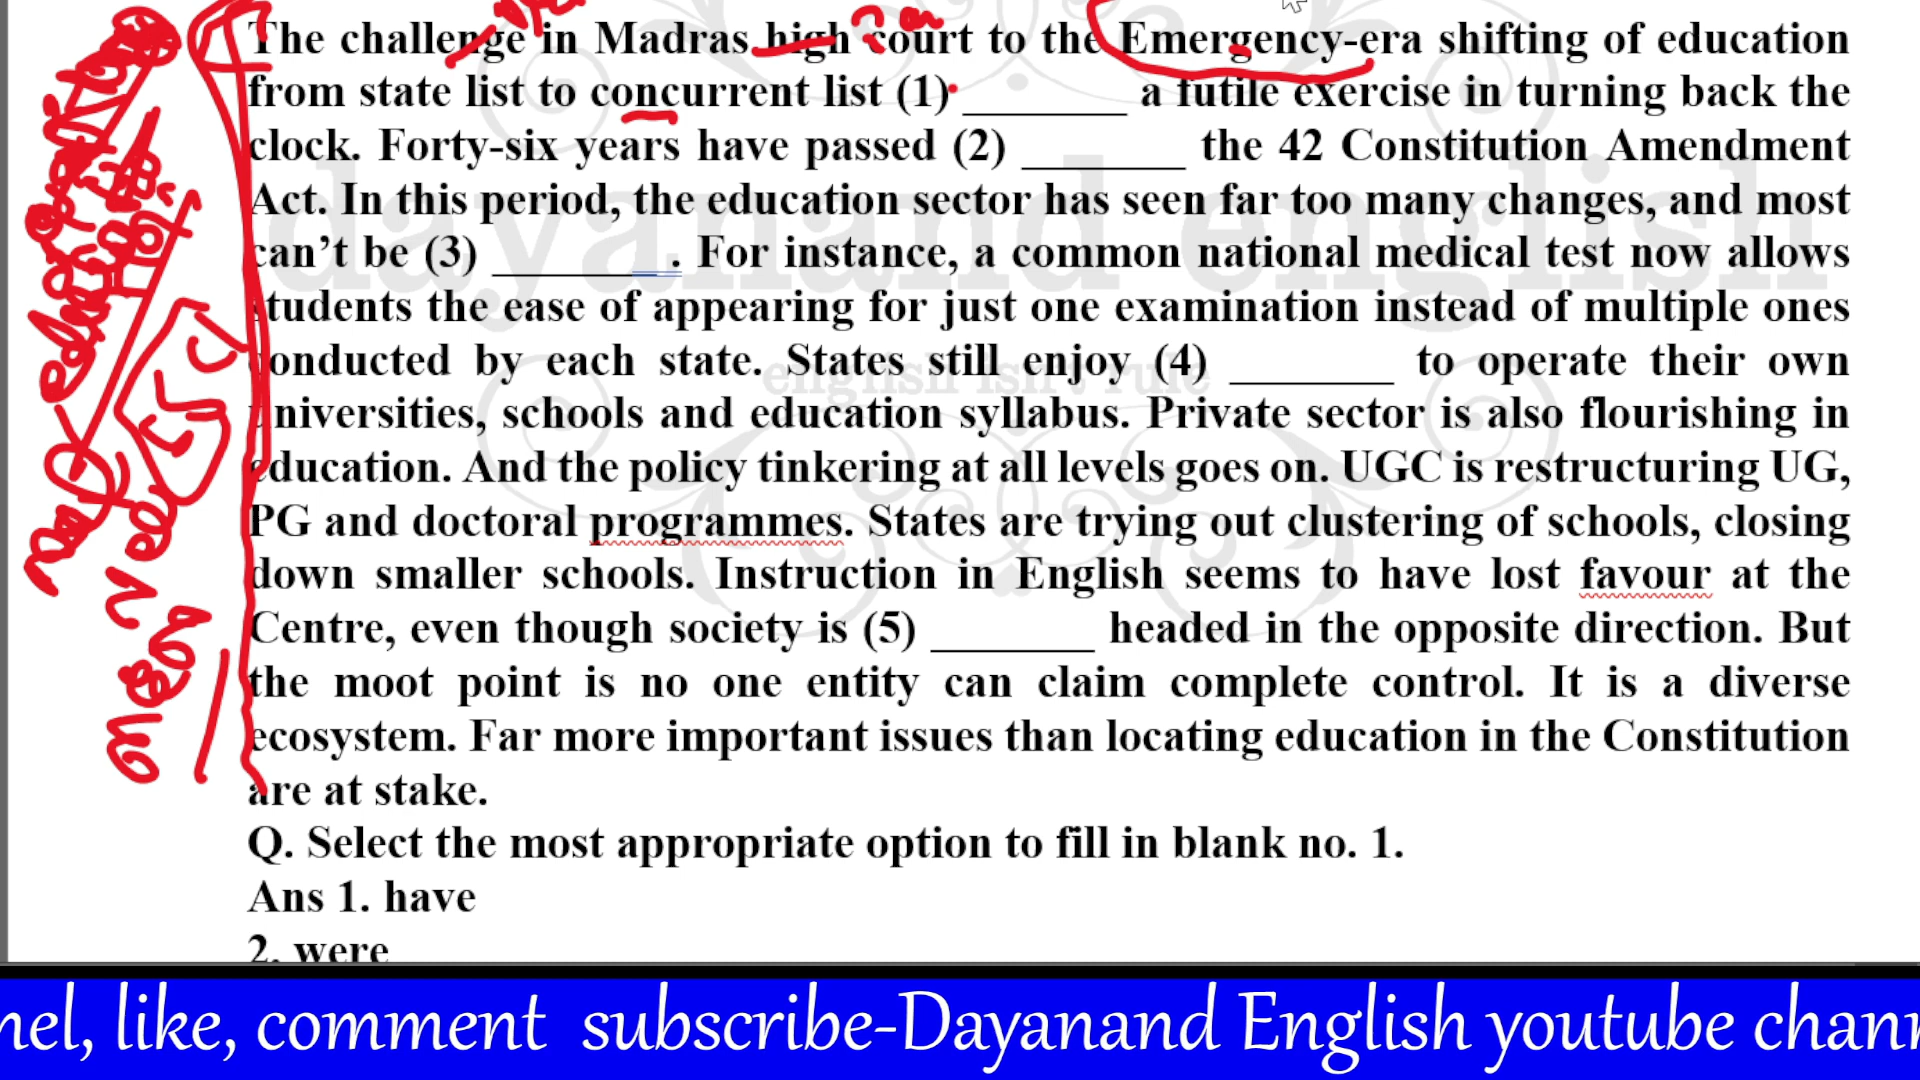 The challenge in Madras high court to the Emergency-era shifting of education
from state list to concurrent list (1) ________ a futile exercise in turning back the
clock. Forty-six years have passed (2) ________ the 42 Constitution Amendment
Act. In this period, the education sector has seen far too many changes, and most
can’t be (3) ________ . For instance, a common national medical test now allows
students the ease of appearing for just one examination instead of multiple ones
conducted by each state. States still enjoy (4) ________ to operate their own
universities, schools and education syllabus. Private sector is also flourishing in
education. And the policy tinkering at all levels goes on. UGC is restructuring UG,
PG and doctoral programmes. States are trying out clustering of schools, closing
down smaller schools. Instruction in English seems to have lost favour at the
Centre, even though society is (5) ________ headed in the opposite direction. But
the moot point is no one entity can claim complete control. It is a diverse
ecosystem. Far more important issues than locating education in the Constitution
are at stake.
Q. Select the most appropriate option to fill in blank no. 1.
Ans 1. have
2. were
dayanand english
english isn't rule
nel, like, comment subscribe-Dayanand English youtube chann